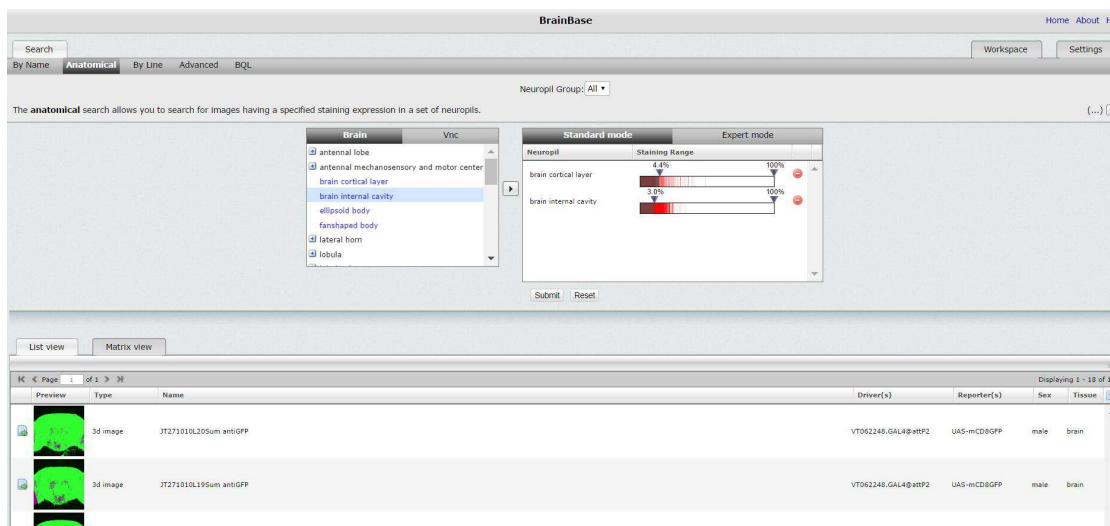 BrainBase
Home About H
Search
Workspace Settings
By Name Anatomical By Line Advanced BQL
Neuropil Group: All
The anatomical search allows you to search for images having a specified staining expression in a set of neuropils.
(...)
Brain Vnc
antennal lobe
antennal mechanosensory and motor center
brain cortical layer
brain internal cavity
ellipsoid body
fanshaped body
lateral horn
lobula
Standard mode Expert mode
Neuropil Staining Range
4.4% 100%
brain cortical layer
3.0% 100%
brain internal cavity
Submit Reset
List view Matrix view
Page 1 of 1
Displaying 1 - 18 of 1
Preview Type Name Driver(s) Reporter(s) Sex Tissue
3d image JT271010L20Sum antiGFP VT062248.GAL4@attP2 UAS-mCD8GFP male brain
3d image JT271010L19Sum antiGFP VT062248.GAL4@attP2 UAS-mCD8GFP male brain